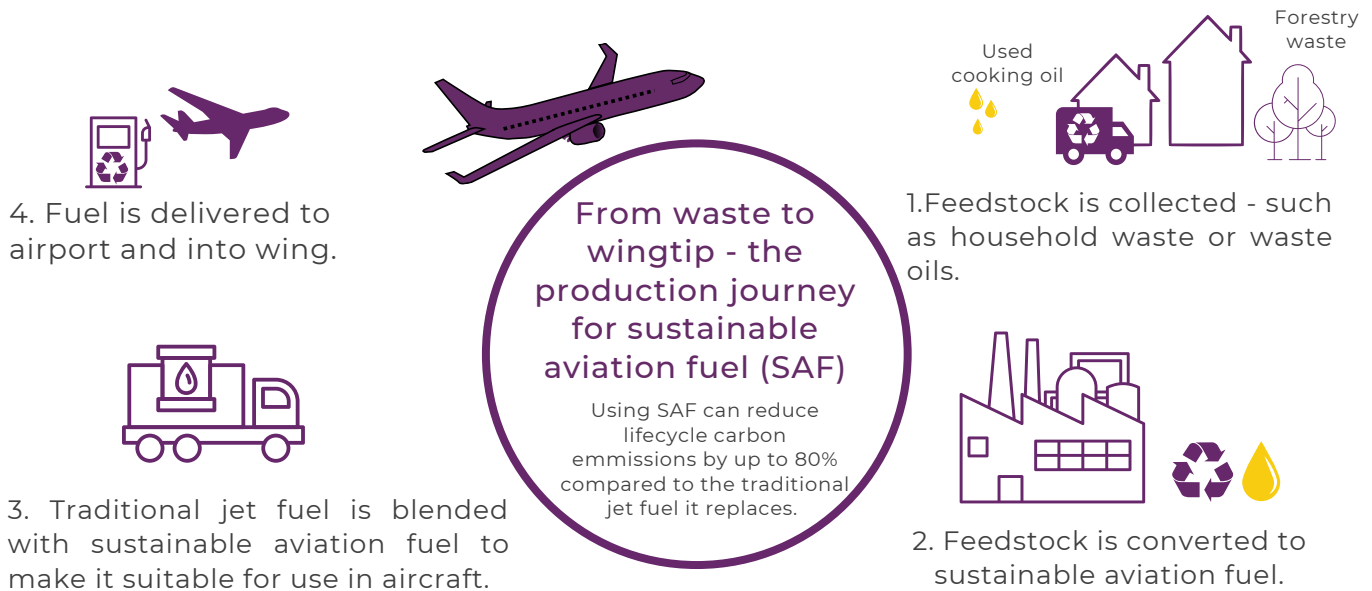 From waste to
wingtip - the
production journey
for sustainable
aviation fuel (SAF)
Using SAF can reduce
lifecycle carbon
emmissions by up to 80%
compared to the traditional
jet fuel it replaces.
Used
cooking oil
Forestry
waste
1.Feedstock is collected - such
as household waste or waste
oils.
2. Feedstock is converted to
sustainable aviation fuel.
3. Traditional jet fuel is blended
with sustainable aviation fuel to
make it suitable for use in aircraft.
4. Fuel is delivered to
airport and into wing.